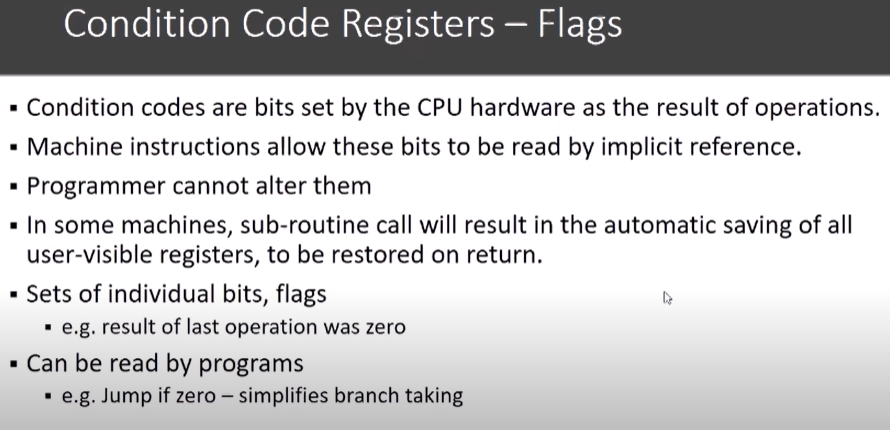 Condition Code Registers – Flags
▪ Condition codes are bits set by the CPU hardware as the result of operations.
▪ Machine instructions allow these bits to be read by implicit reference.
▪ Programmer cannot alter them
▪ In some machines, sub-routine call will result in the automatic saving of all
user-visible registers, to be restored on return.
▪ Sets of individual bits, flags
▪ e.g. result of last operation was zero
▪ Can be read by programs
▪ e.g. Jump if zero – simplifies branch taking